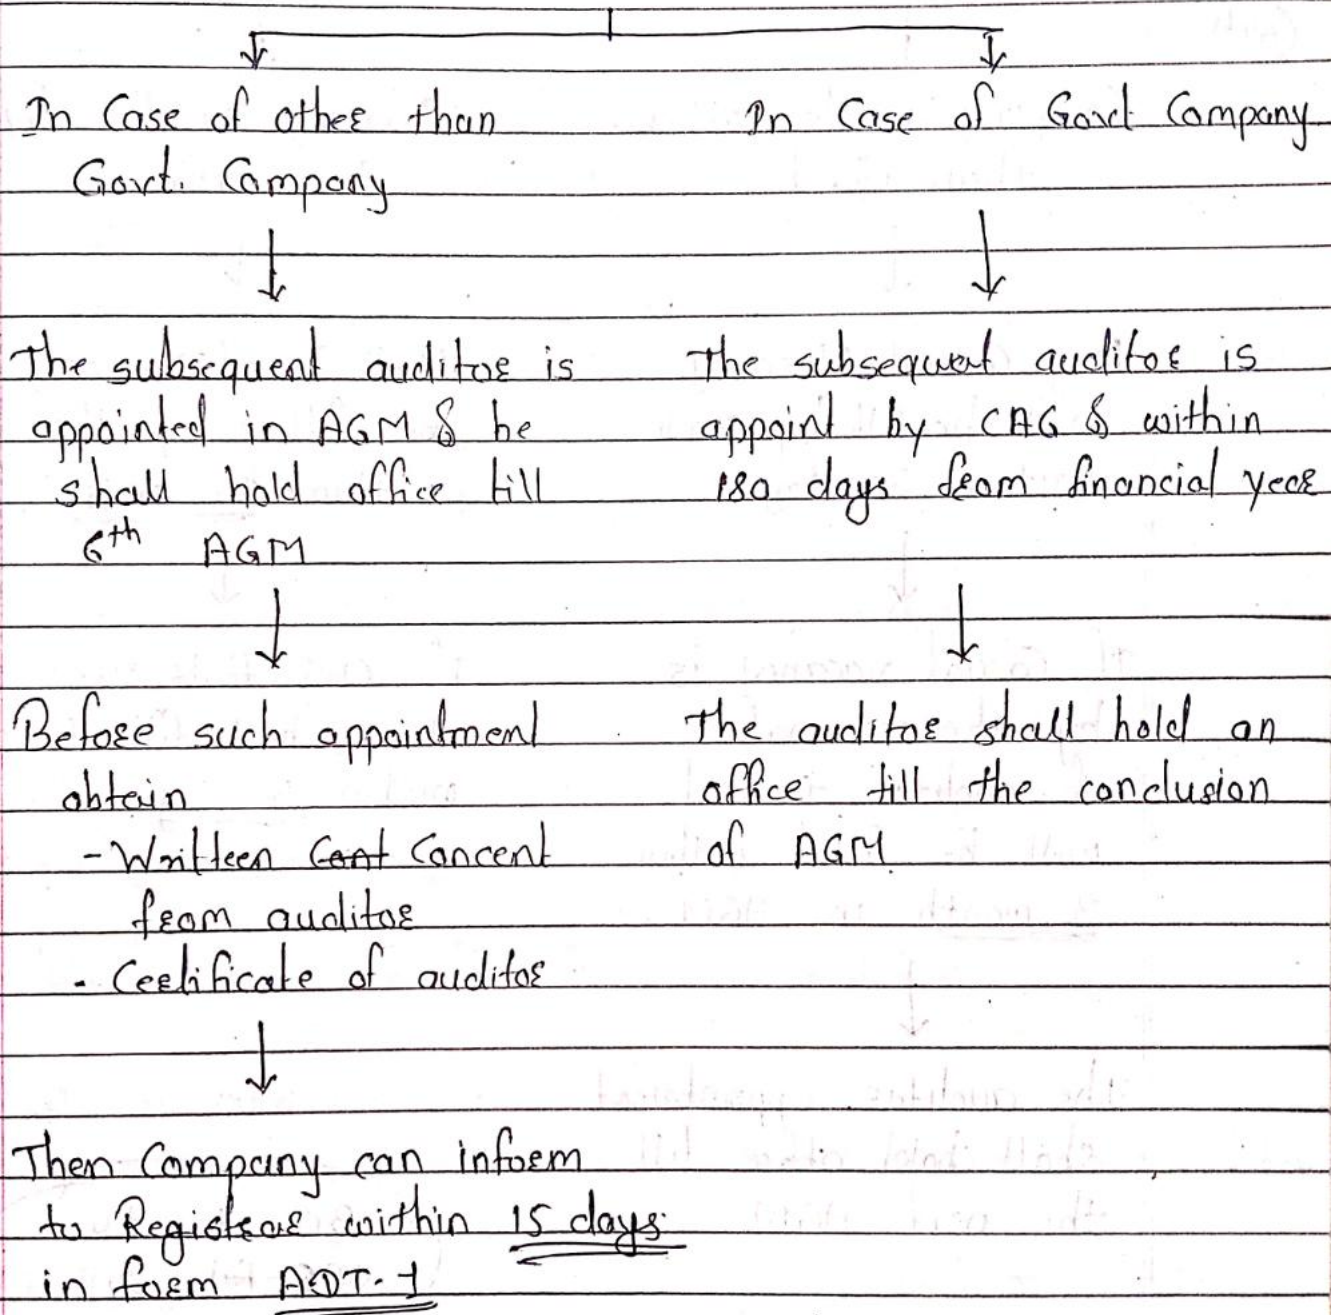 In Case of other than
Govt. Company
The subsequent auditor is
appointed in AGM & he
shall hold office till
6th AGM
Before such appointment
obtain
- Writteen Cont Concent
from auditor
- Certificate of auditor
Then Company can inform
to Registrar within 15 days.
in form ADT-1
In Case of Govt Company
The subsequent auditor is
appoint by CAG & within
180 days from financial year
The auditor shall hold an
office till the conclusion
of AGM.